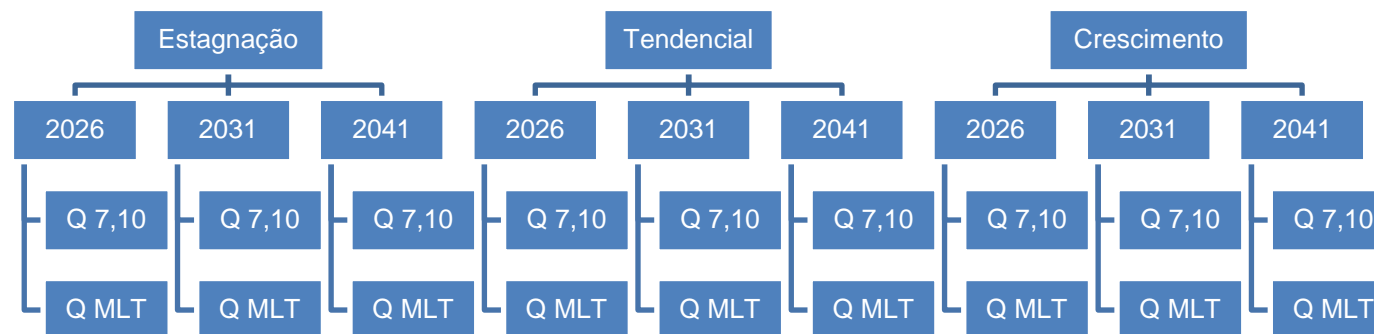 Estagnação
Tendencial
Crescimento
2026
2031
2041
2026
2031
2041
2026
2031
2041
Q 7,10
Q 7,10
Q 7,10
Q 7,10
Q 7,10
Q 7,10
Q 7,10
Q 7,10
Q 7,10
Q MLT
Q MLT
Q MLT
Q MLT
Q MLT
Q MLT
Q MLT
Q MLT
Q MLT